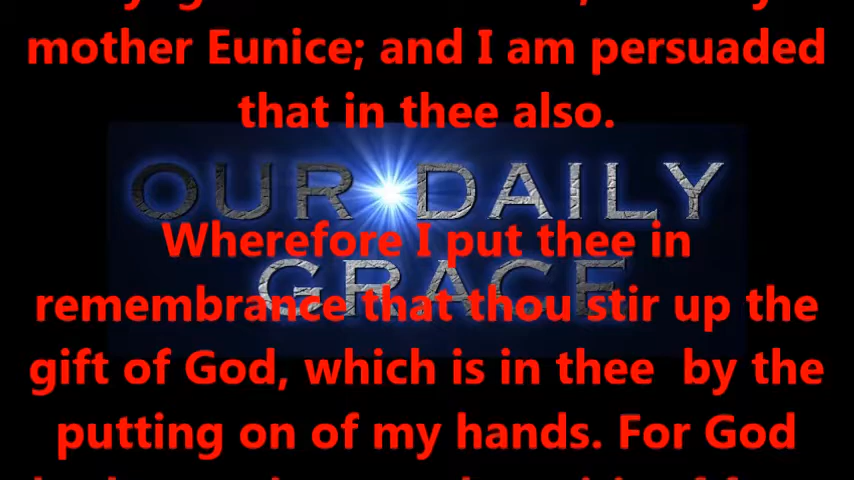 mother Eunice; and I am persuaded
that in thee also.
OUR DAILY
GRACE
Wherefore I put thee in
remembrance that thou stir up the
gift of God, which is in thee by the
putting on of my hands. For God